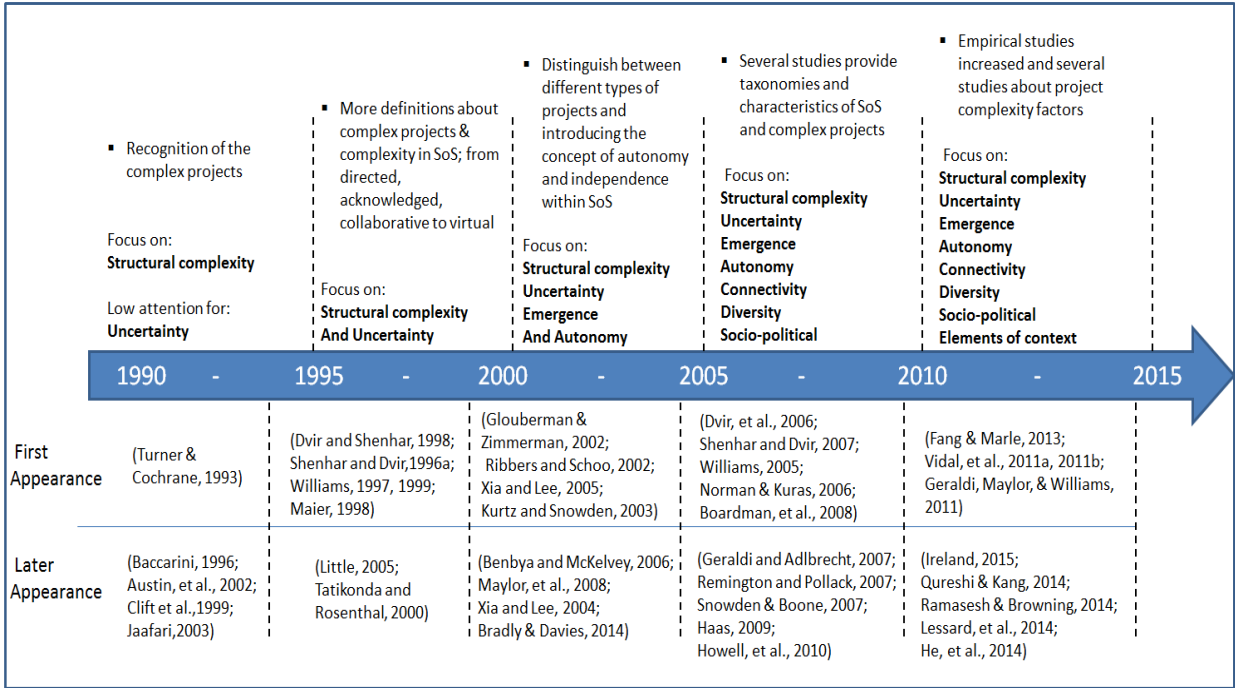 ▪ Recognition of the
complex projects
Focus on:
Structural complexity
Low attention for:
Uncertainty
▪ More definitions about
complex projects &
complexity in SoS; from
directed,
acknowledged,
collaborative to virtual
Focus on:
Structural complexity
And Uncertainty
▪ Distinguish between
different types of
projects and
introducing the
concept of autonomy
and independence
within SoS
Focus on:
Structural complexity
Uncertainty
Emergence
And Autonomy
▪ Several studies provide
taxonomies and
characteristics of SoS
and complex projects
Focus on:
Structural complexity
Uncertainty
Emergence
Autonomy
Connectivity
Diversity
Socio-political
▪ Empirical studies
increased and several
studies about project
complexity factors
Focus on:
Structural complexity
Uncertainty
Emergence
Autonomy
Connectivity
Diversity
Socio-political
Elements of context
1990 - 1995 - 2000 - 2005 - 2010 - 2015
First
Appearance
(Turner &
Cochrane, 1993)
(Dvir and Shenhar, 1998;
Shenhar and Dvir,1996a;
Williams, 1997, 1999;
Maier, 1998)
(Glouberman &
Zimmerman, 2002;
Ribbers and Schoo, 2002;
Xia and Lee, 2005;
Kurtz and Snowden, 2003)
(Dvir, et al., 2006;
Shenhar and Dvir, 2007;
Williams, 2005;
Norman & Kuras, 2006;
Boardman, et al., 2008)
(Fang & Marle, 2013;
Vidal, et al., 2011a, 2011b;
Geraldi, Maylor, & Williams,
2011)
Later
Appearance
(Baccarini, 1996;
Austin, et al., 2002;
Clift et al.,1999;
Jaafari,2003)
(Little, 2005;
Tatikonda and
Rosenthal, 2000)
(Benbya and McKelvey, 2006;
Maylor, et al., 2008;
Xia and Lee, 2004;
Bradly & Davies, 2014)
(Geraldi and Adlbrecht, 2007;
Remington and Pollack, 2007;
Snowden & Boone, 2007;
Haas, 2009;
Howell, et al., 2010)
(Ireland, 2015;
Qureshi & Kang, 2014;
Ramasesh & Browning, 2014;
Lessard, et al., 2014;
He, et al., 2014)